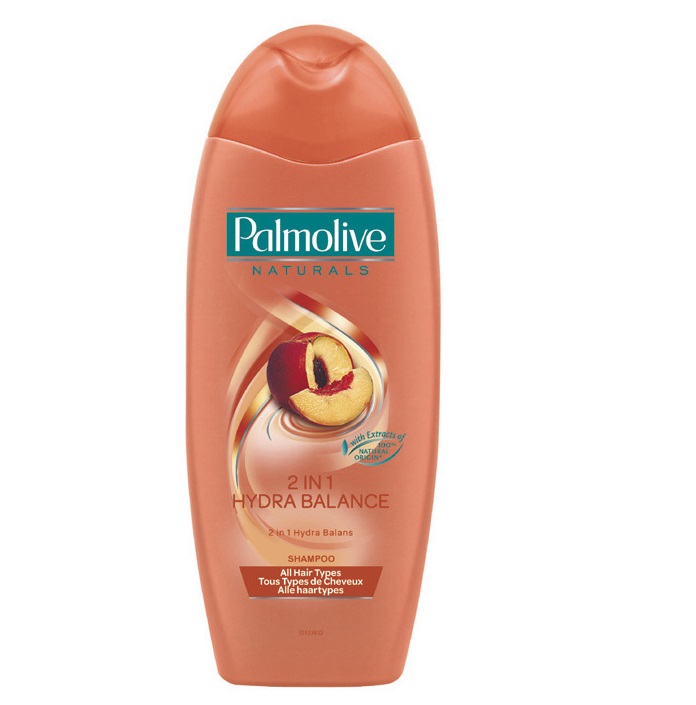 Palmolive
NATURALS
with Extracts of
100%
NATURAL
ORIGIN*
2 IN 1
HYDRA BALANCE
2 in 1 Hydra Balans
SHAMPOO
All Hair Types
Tous Types de Cheveux
Alle haartypes